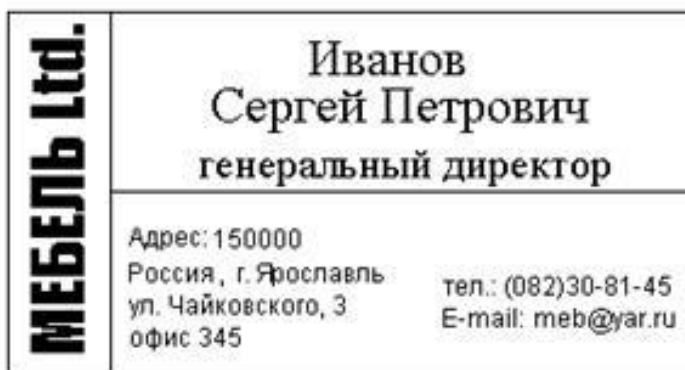 МЕБЕЛЬ Ltd.
Иванов
Сергей Петрович
генеральный директор
Адрес: 150000
Россия, г. Ярославль
ул. Чайковского, 3
офис 345
тел.: (082)30-81-45
E-mail: meb@yar.ru